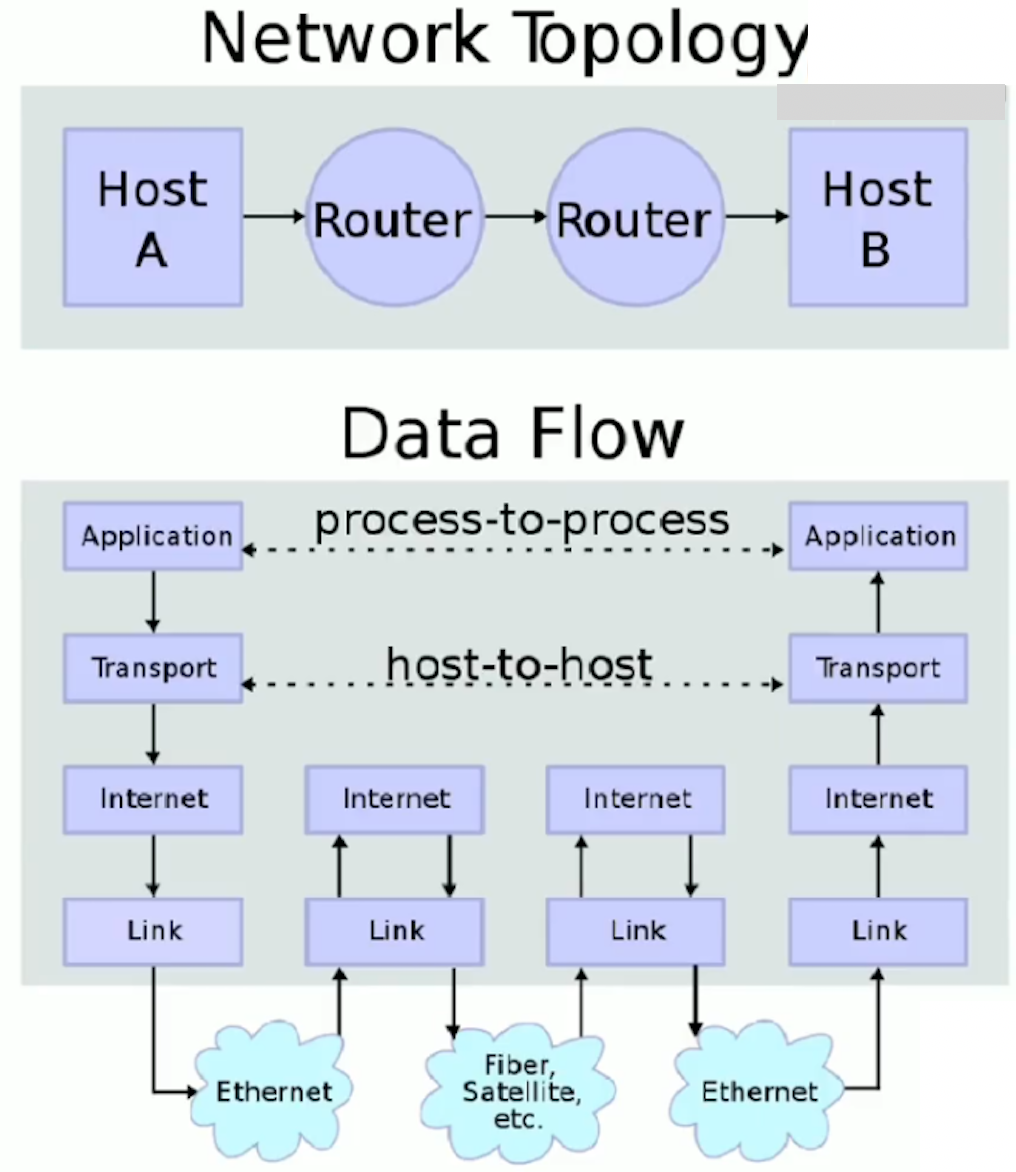 Network Topology
Host
A
Router
Router
Host
B
Data Flow
Application
process-to-process
Application
Transport
host-to-host
Transport
Internet
Internet
Internet
Internet
Link
Link
Link
Link
Ethernet
Fiber,
Satellite,
etc.
Ethernet